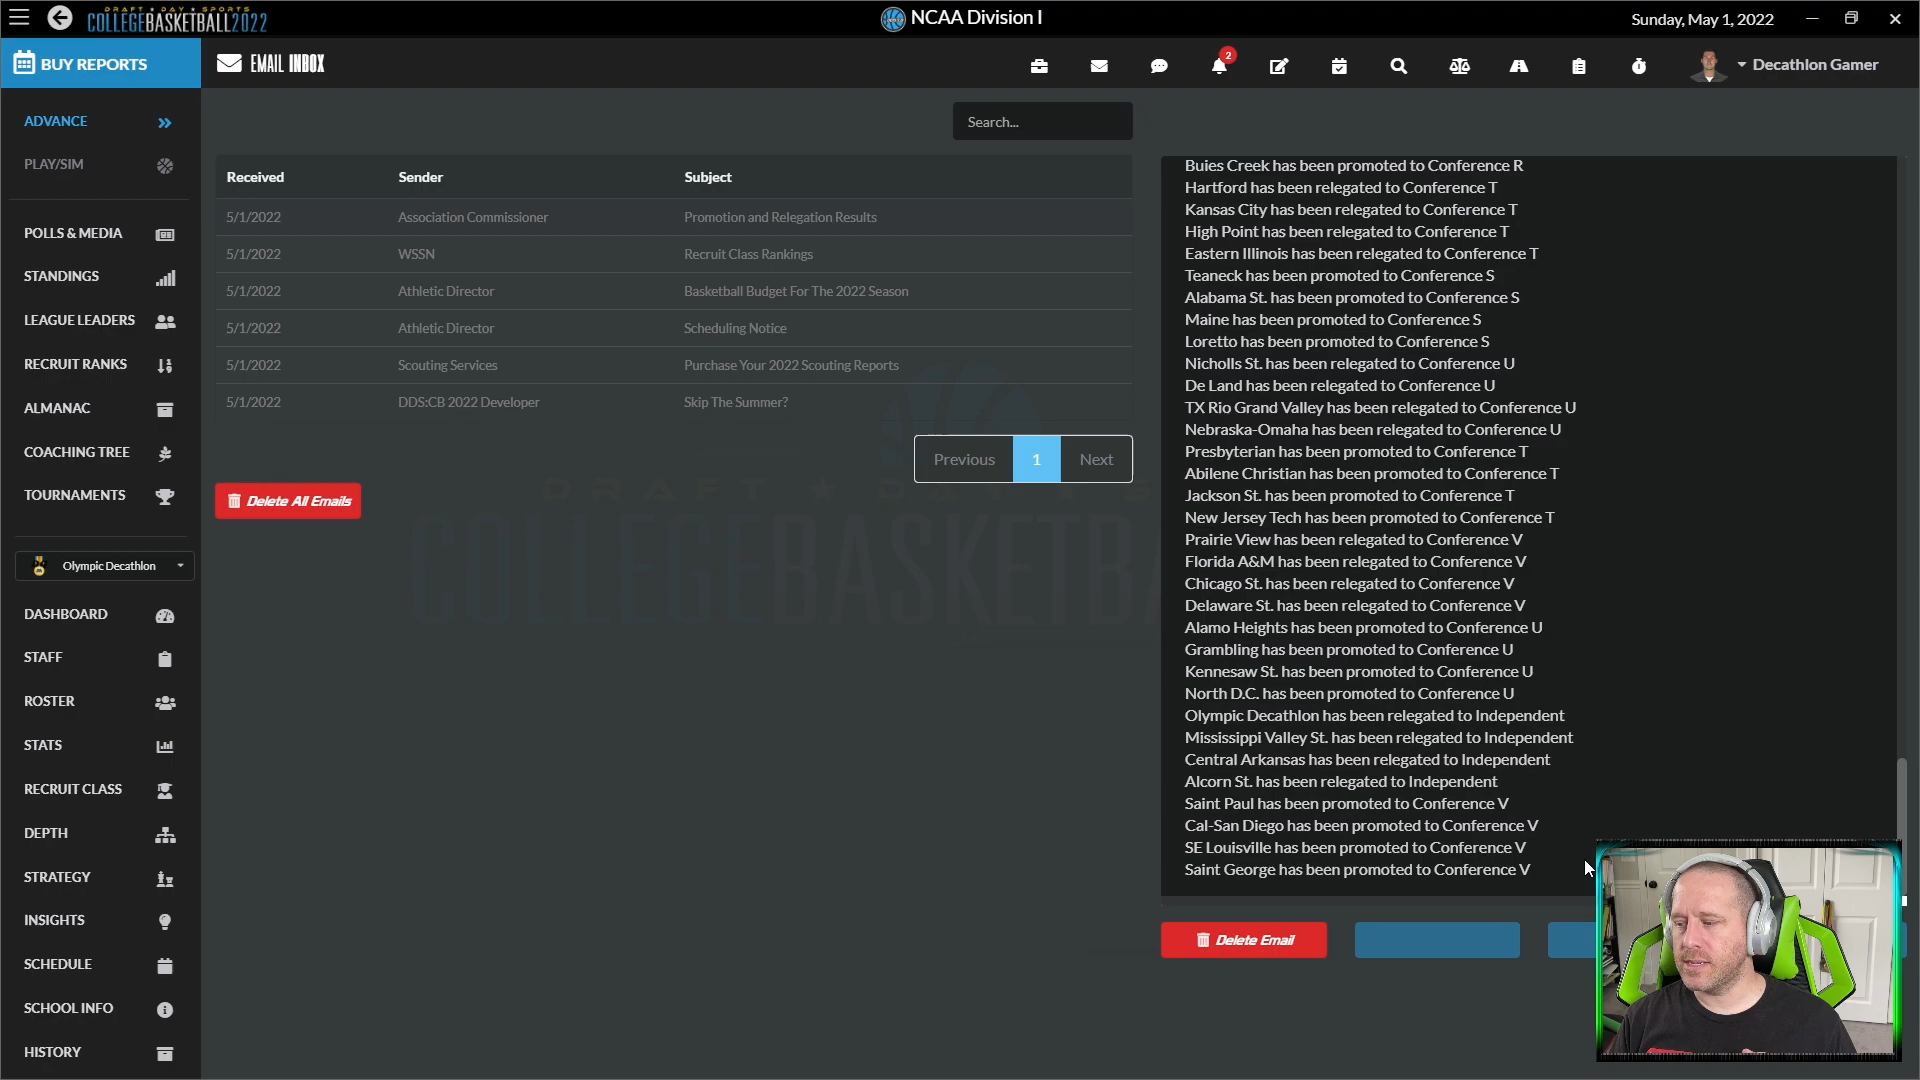 DRAFT DAY SPORTS
COLLEGEBASKETBALL2022
NCAA Division I
Sunday, May 1, 2022
BUY REPORTS
EMAIL INBOX
2
Decathlon Gamer
ADVANCE
PLAY/SIM
POLLS & MEDIA
STANDINGS
LEAGUE LEADERS
RECRUIT RANKS
ALMANAC
COACHING TREE
TOURNAMENTS
Olympic Decathlon
DASHBOARD
STAFF
ROSTER
STATS
RECRUIT CLASS
DEPTH
STRATEGY
INSIGHTS
SCHEDULE
SCHOOL INFO
HISTORY
Search...
Received Sender Subject
5/1/2022 Association Commissioner Promotion and Relegation Results
5/1/2022 WSSN Recruit Class Rankings
5/1/2022 Athletic Director Basketball Budget For The 2022 Season
5/1/2022 Athletic Director Scheduling Notice
5/1/2022 Scouting Services Purchase Your 2022 Scouting Reports
5/1/2022 DDS:CB 2022 Developer Skip The Summer?
Previous 1 Next
Delete All Emails
DRAFT DAY S
COLLEGEBASKETBA
Buies Creek has been promoted to Conference R
Hartford has been relegated to Conference T
Kansas City has been relegated to Conference T
High Point has been relegated to Conference T
Eastern Illinois has been relegated to Conference T
Teaneck has been promoted to Conference S
Alabama St. has been promoted to Conference S
Maine has been promoted to Conference S
Loretto has been promoted to Conference S
Nicholls St. has been relegated to Conference U
De Land has been relegated to Conference U
TX Rio Grand Valley has been relegated to Conference U
Nebraska-Omaha has been relegated to Conference U
Presbyterian has been promoted to Conference T
Abilene Christian has been promoted to Conference T
Jackson St. has been promoted to Conference T
New Jersey Tech has been promoted to Conference T
Prairie View has been relegated to Conference V
Florida A&M has been relegated to Conference V
Chicago St. has been relegated to Conference V
Delaware St. has been relegated to Conference V
Alamo Heights has been promoted to Conference U
Grambling has been promoted to Conference U
Kennesaw St. has been promoted to Conference U
North D.C. has been promoted to Conference U
Olympic Decathlon has been relegated to Independent
Mississippi Valley St. has been relegated to Independent
Central Arkansas has been relegated to Independent
Alcorn St. has been relegated to Independent
Saint Paul has been promoted to Conference V
Cal-San Diego has been promoted to Conference V
SE Louisville has been promoted to Conference V
Saint George has been promoted to Conference V
Delete Email